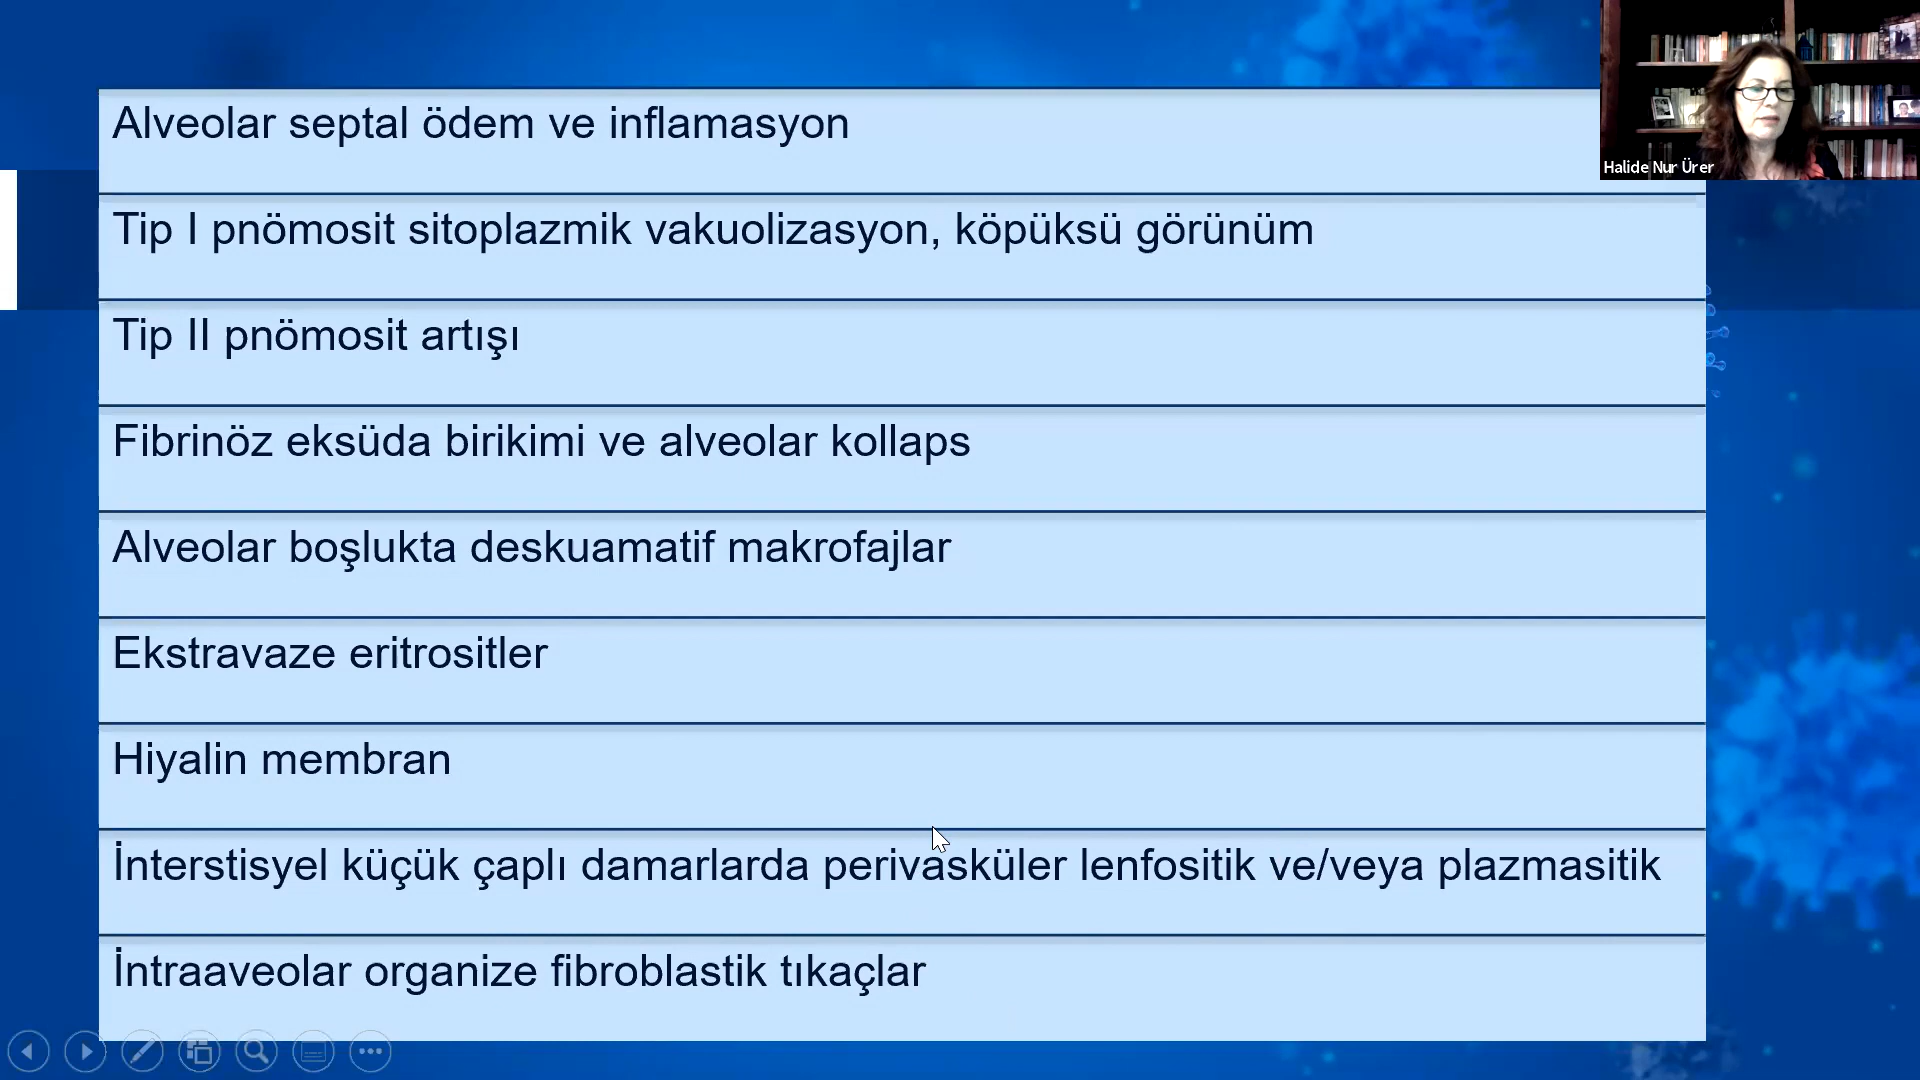 Alveolar septal ödem ve inflamasyon
Halide Nur Ürer
Tip I pnömosit sitoplazmik vakuolizasyon, köpüksü görünüm
Tip II pnömosit artışı
Fibrinöz eksüda birikimi ve alveolar kollaps
Alveolar boşlukta deskuamatif makrofajlar
Ekstravaze eritrositler
Hiyalin membran
İnterstisyel küçük çaplı damarlarda perivasküler lenfositik ve/veya plazmasitik
İntraaveolar organize fibroblastik tıkaçlar